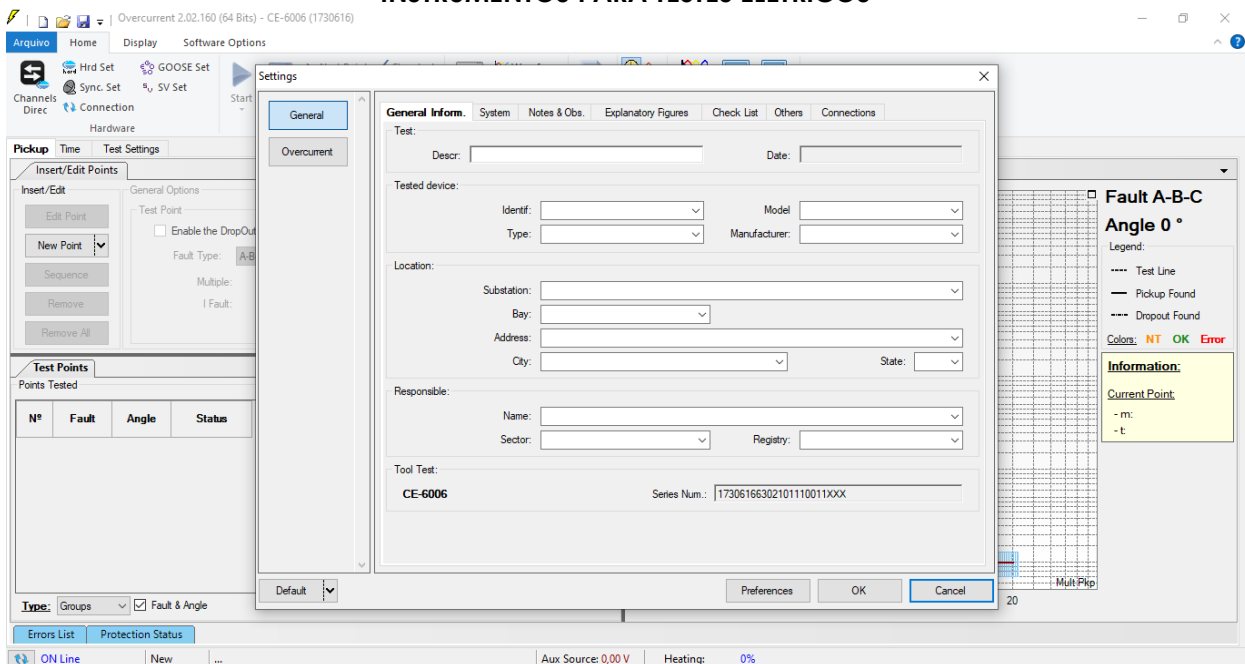 INSTRUMENTOS PARA TESTES ELÉTRICOS
Overcurrent 2.02.160 (64 Bits) - CE-6006 (1730616)
Arquivo Home Display Software Options
Hrd Set GOOSE Set
Sync. Set SV Set
Channels Direc Connection
Start
Hardware
Pickup Time Test Settings
Insert/Edit Points
Insert/Edit General Options
Edit Point Test Point
Enable the DropOut
New Point
Fault Type: A-B
Sequence
Multiple:
Remove I Fault:
Remove All
Test Points
Points Tested
Nº Fault Angle Status
Type: Groups Fault & Angle
Errors List Protection Status
ON Line New ... Aux Source: 0,00 V Heating: 0%
Settings
General
Overcurrent
General Inform. System Notes & Obs. Explanatory Figures Check List Others Connections
Test:
Descr: Date:
Tested device:
Identif: Model
Type: Manufacturer:
Location:
Substation:
Bay:
Address:
City: State:
Responsible:
Name:
Sector: Registry:
Tool Test:
CE-6006 Series Num.: 17306166302101110011XXX
Default Preferences OK Cancel
Fault A-B-C
Angle 0 °
Legend:
Test Line
Pickup Found
Dropout Found
Colors: NT OK Error
Information:
Current Point:
- m:
- t:
Mult Pkp
20